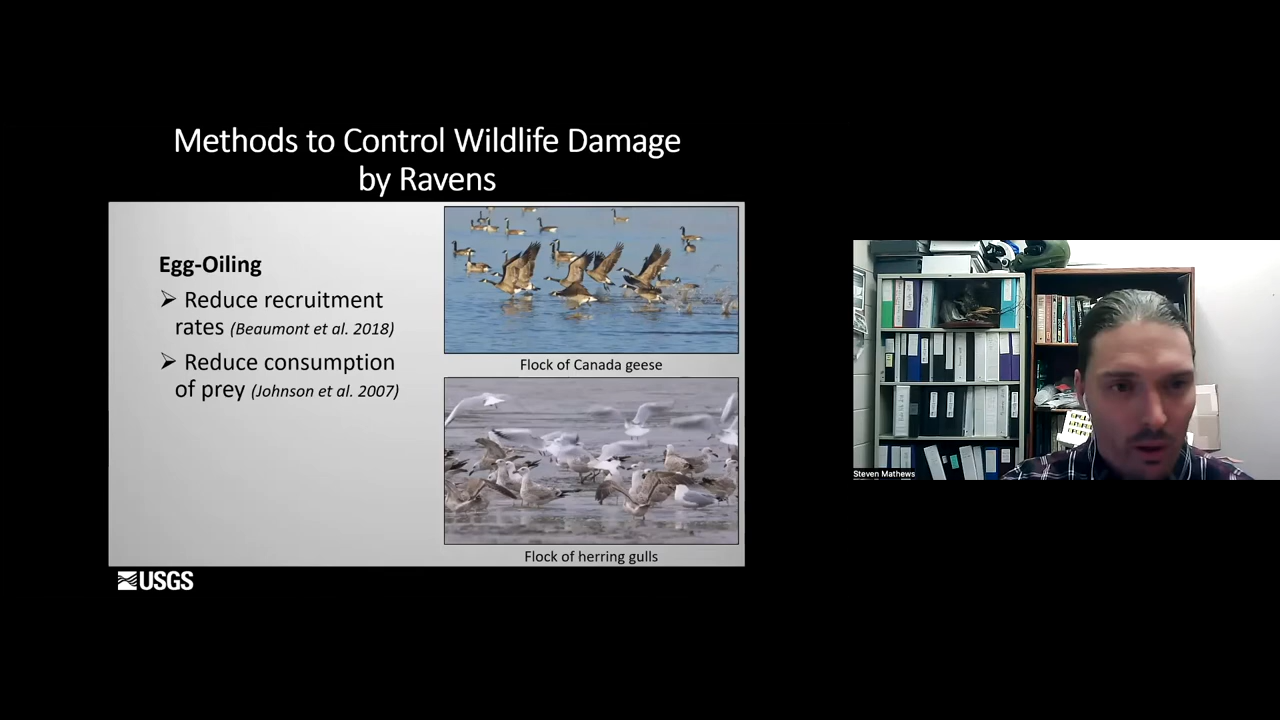 Methods to Control Wildlife Damage
by Ravens
Egg-Oiling
➢ Reduce recruitment
rates (Beaumont et al. 2018)
➢ Reduce consumption
of prey (Johnson et al. 2007)
Flock of Canada geese
Flock of herring gulls
USGS
Steven Mathews